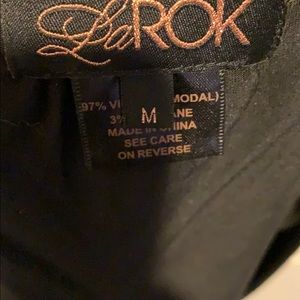 LaROK
97% MODAL)
3%
M
MADE IN CHINA
SEE CARE
ON REVERSE